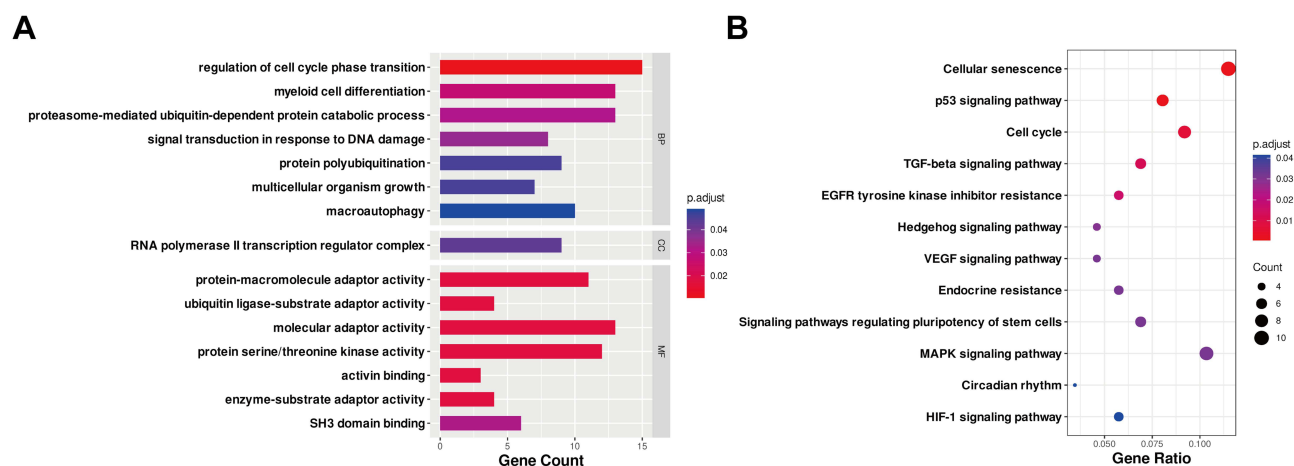 A
regulation of cell cycle phase transition
myeloid cell differentiation
proteasome-mediated ubiquitin-dependent protein catabolic process
signal transduction in response to DNA damage
protein polyubiquitination
multicellular organism growth
macroautophagy
BP
RNA polymerase II transcription regulator complex
CC
protein-macromolecule adaptor activity
ubiquitin ligase-substrate adaptor activity
molecular adaptor activity
protein serine/threonine kinase activity
activin binding
enzyme-substrate adaptor activity
SH3 domain binding
MF
0 5 10 15
Gene Count
p.adjust
0.04
0.03
0.02
B
Cellular senescence
p53 signaling pathway
Cell cycle
TGF-beta signaling pathway
EGFR tyrosine kinase inhibitor resistance
Hedgehog signaling pathway
VEGF signaling pathway
Endocrine resistance
Signaling pathways regulating pluripotency of stem cells
MAPK signaling pathway
Circadian rhythm
HIF-1 signaling pathway
0.050 0.075 0.100
Gene Ratio
p.adjust
0.04
0.03
0.02
0.01
Count
4
6
8
10